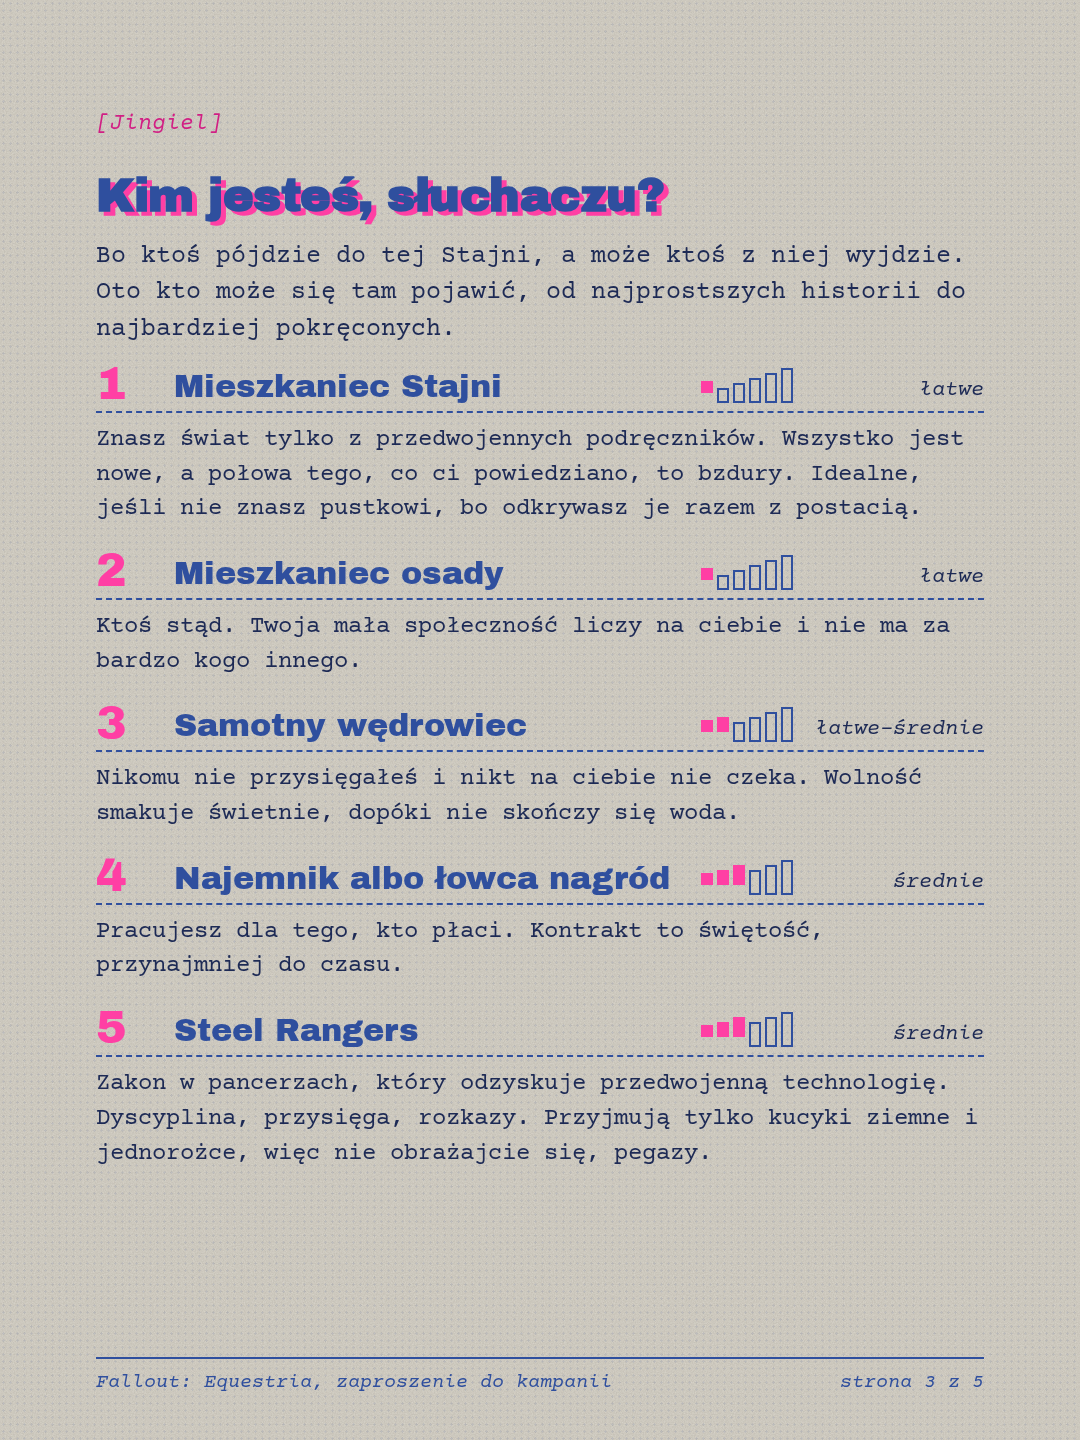 [Jingiel]
Kim jesteś, słuchaczu?
Bo ktoś pójdzie do tej Stajni, a może ktoś z niej wyjdzie.
Oto kto może się tam pojawić, od najprostszych historii do
najbardziej pokręconych.
1 Mieszkaniec Stajni łatwe
Znasz świat tylko z przedwojennych podręczników. Wszystko jest
nowe, a połowa tego, co ci powiedziano, to bzdury. Idealne,
jeśli nie znasz pustkowi, bo odkrywasz je razem z postacią.
2 Mieszkaniec osady łatwe
Ktoś stąd. Twoja mała społeczność liczy na ciebie i nie ma za
bardzo kogo innego.
3 Samotny wędrowiec łatwe-średnie
Nikomu nie przysięgałeś i nikt na ciebie nie czeka. Wolność
smakuje świetnie, dopóki nie skończy się woda.
4 Najemnik albo łowca nagród średnie
Pracujesz dla tego, kto płaci. Kontrakt to świętość,
przynajmniej do czasu.
5 Steel Rangers średnie
Zakon w pancerzach, który odzyskuje przedwojenną technologię.
Dyscyplina, przysięga, rozkazy. Przyjmują tylko kucyki ziemne i
jednorożce, więc nie obrażajcie się, pegazy.
Fallout: Equestria, zaproszenie do kampanii strona 3 z 5